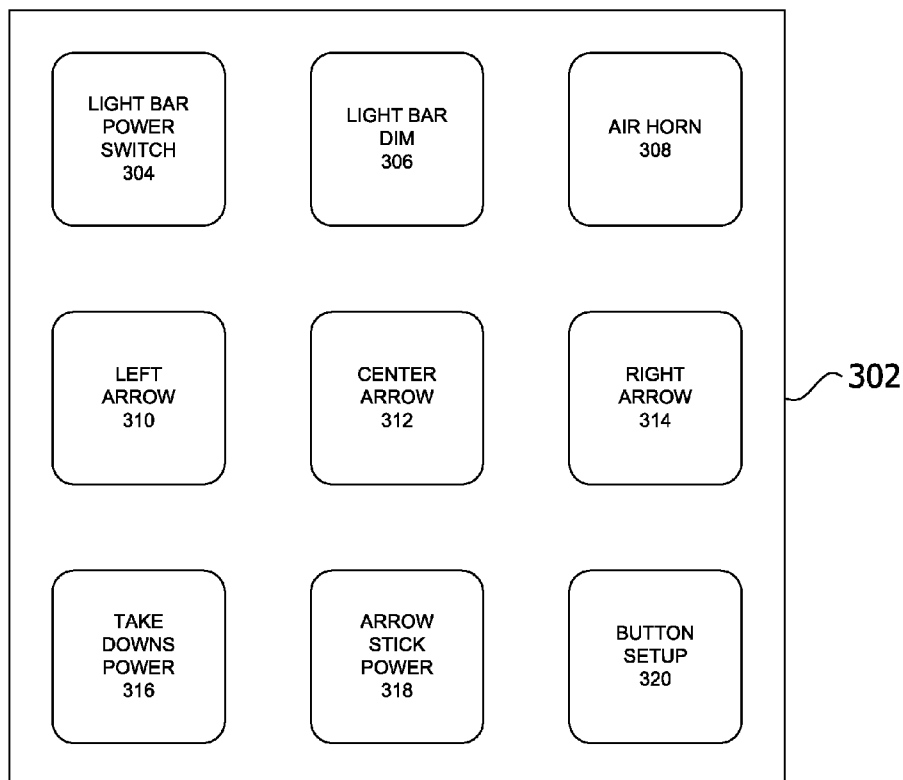 LIGHT BAR
POWER
SWITCH
304
LIGHT BAR
DIM
306
AIR HORN
308
LEFT
ARROW
310
CENTER
ARROW
312
RIGHT
ARROW
314
302
TAKE
DOWNS
POWER
316
ARROW
STICK
POWER
318
BUTTON
SETUP
320